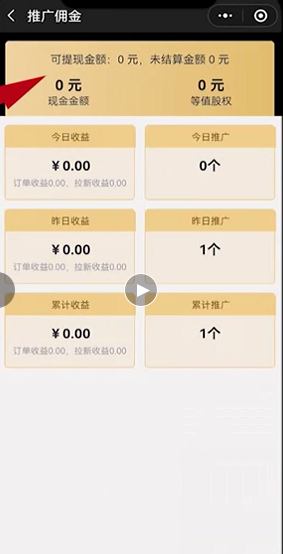 推广佣金
可提现金额：0 元，未结算金额 0 元
0 元
现金金额
0 元
等值股权
今日收益
￥0.00
订单收益0.00，拉新收益0.00
今日推广
0个
昨日收益
￥0.00
订单收益0.00，拉新收益0.00
昨日推广
1个
累计收益
￥0.00
订单收益0.00，拉新收益0.00
累计推广
1个